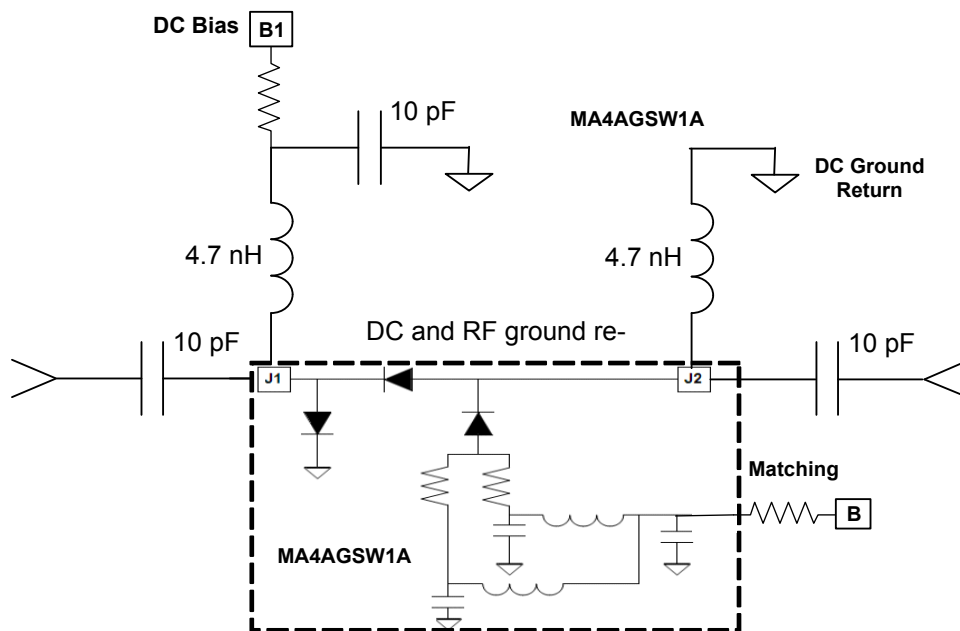 DC Bias
B1
10 pF
MA4AGSW1A
DC Ground
Return
4.7 nH
4.7 nH
DC and RF ground re-
10 pF
10 pF
J1
J2
Matching
B
MA4AGSW1A